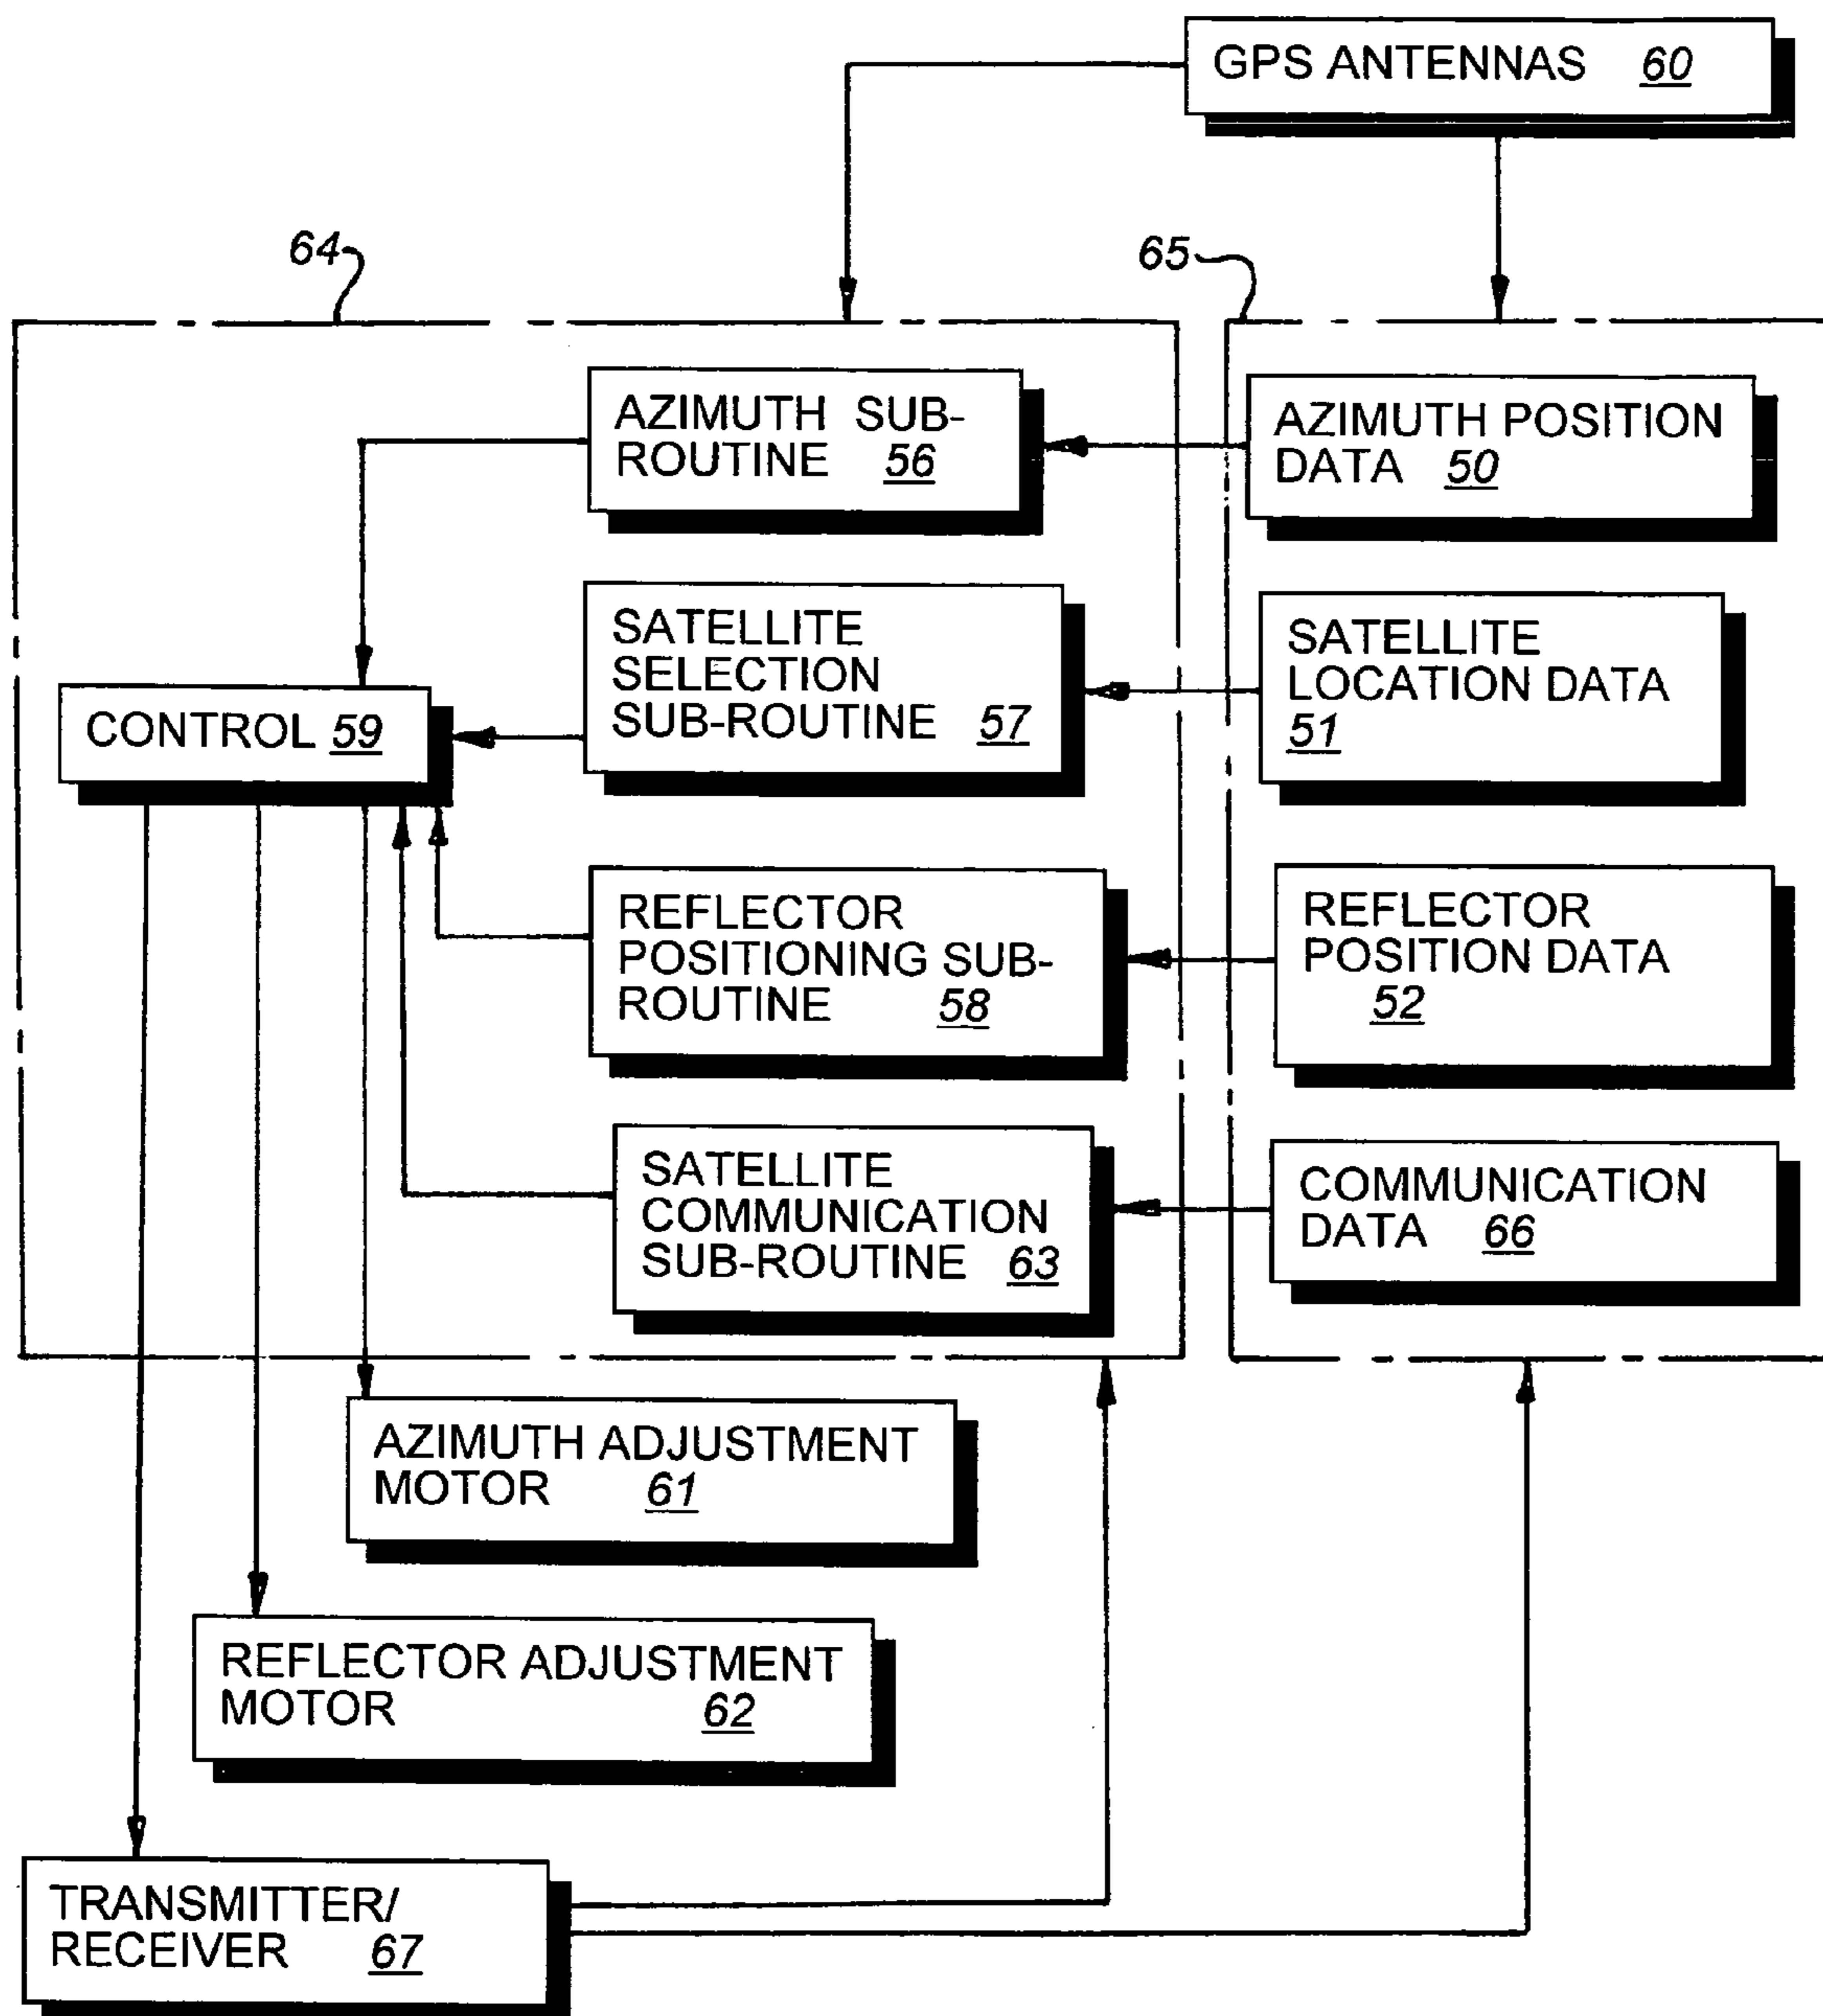 GPS ANTENNAS 60
64
65
AZIMUTH SUB-
ROUTINE 56
AZIMUTH POSITION
DATA 50
SATELLITE
SELECTION
SUB-ROUTINE 57
SATELLITE
LOCATION DATA
51
CONTROL 59
REFLECTOR
POSITIONING SUB-
ROUTINE 58
REFLECTOR
POSITION DATA
52
SATELLITE
COMMUNICATION
SUB-ROUTINE 63
COMMUNICATION
DATA 66
AZIMUTH ADJUSTMENT
MOTOR 61
REFLECTOR ADJUSTMENT
MOTOR 62
TRANSMITTER/
RECEIVER 67